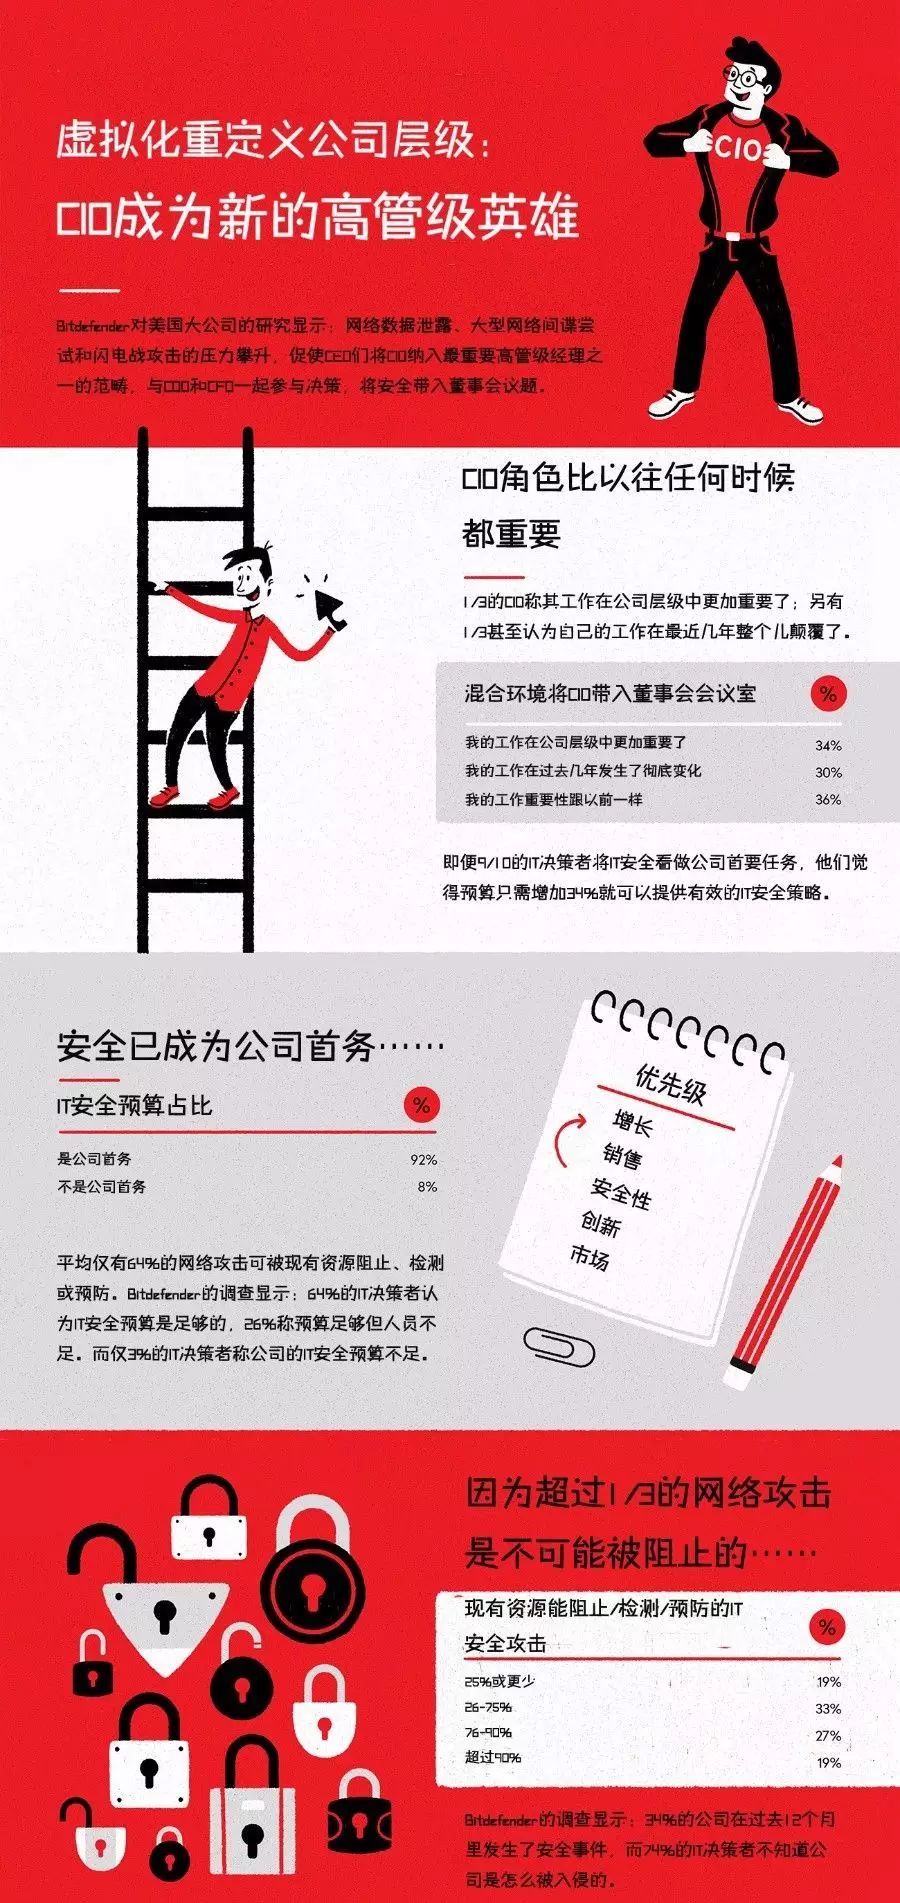 虚拟化重定义公司层级：
CIO成为新的高管级英雄
CIO
Bitdefender对美国大公司的研究显示：网络数据泄露、大型网络间谍尝
试和闪电战攻击的压力攀升，促使CEO们将CIO纳入最重要高管级经理之
一的范畴，与COO和CFO一起参与决策，将安全带入董事会议题。
CIO角色比以往任何时候
都重要
1/3的CIO称其工作在公司层级中更加重要了；另有
1/3甚至认为自己的工作在最近几年整个儿颠覆了。
混合环境将CIO带入董事会会议室 %
我的工作在公司层级中更加重要了 34%
我的工作在过去几年发生了彻底变化 30%
我的工作重要性跟以前一样 36%
即便9/10的IT决策者将IT安全看做公司首要任务，他们觉
得预算只需增加34%就可以提供有效的IT安全策略。
安全已成为公司首务……
IT安全预算占比 %
是公司首务 92%
不是公司首务 8%
平均仅有64%的网络攻击可被现有资源阻止、检测
或预防。Bitdefender的调查显示：64%的IT决策者认
为IT安全预算是足够的，26%称预算足够但人员不
足。而仅3%的IT决策者称公司的IT安全预算不足。
优先级
增长
销售
安全性
创新
市场
因为超过1/3的网络攻击
是不可能被阻止的……
现有资源能阻止/检测/预防的IT
安全攻击 %
25%或更少 19%
26-75% 33%
76-90% 27%
超过90% 19%
Bitdefender的调查显示：34%的公司在过去12个月
里发生了安全事件，而74%的IT决策者不知道公
司是怎么被入侵的。